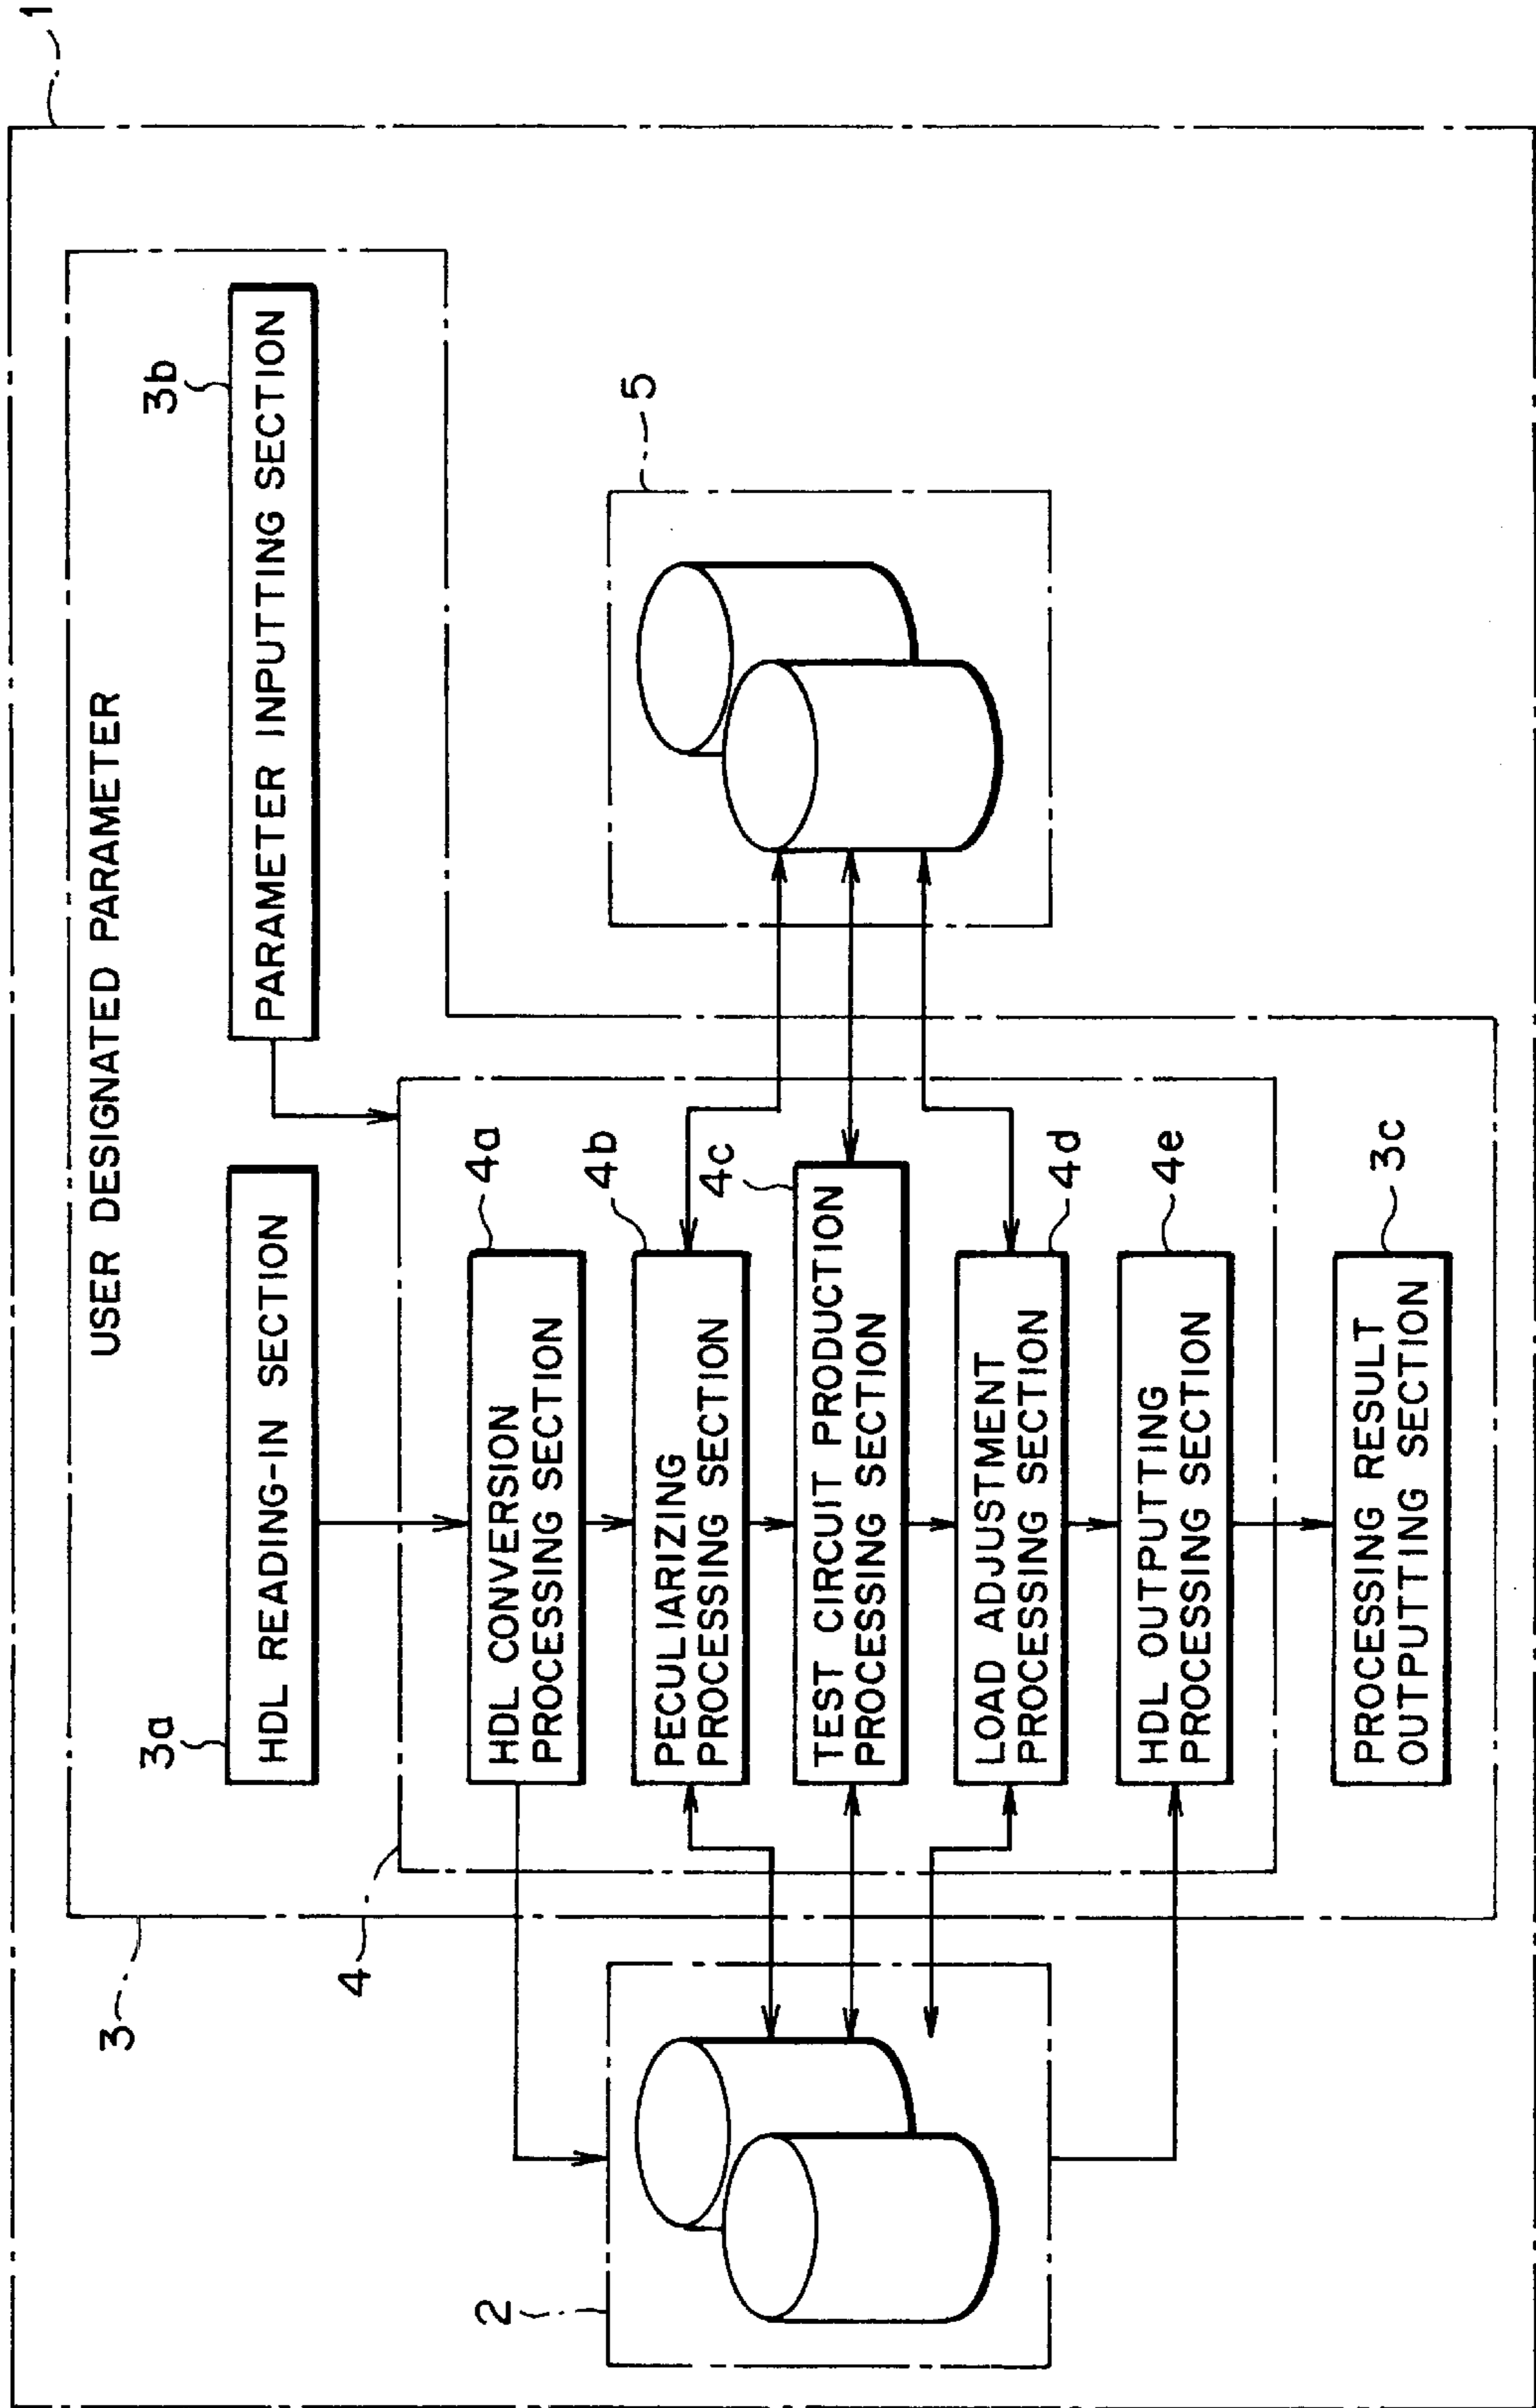 1
USER DESIGNATED PARAMETER
3
3a
HDL READING-IN SECTION
3b
PARAMETER INPUTTING SECTION
4
4a
HDL CONVERSION
PROCESSING SECTION
4b
PECULIARIZING
PROCESSING SECTION
4c
TEST CIRCUIT PRODUCTION
PROCESSING SECTION
4d
LOAD ADJUSTMENT
PROCESSING SECTION
4e
HDL OUTPUTTING
PROCESSING SECTION
3c
PROCESSING RESULT
OUTPUTTING SECTION
2
5